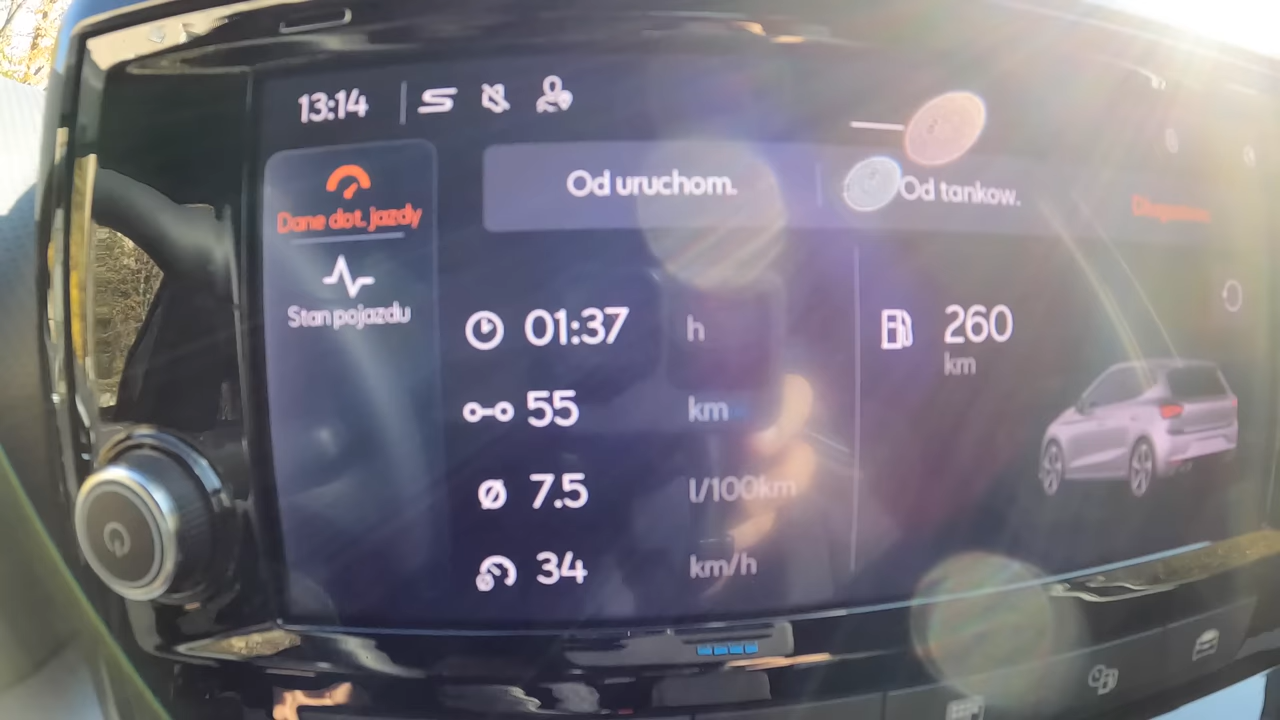 13:14
Od uruchom.
Od tankow.
Dane dot. jazdy
Stan pojazdu
01:37 h
260
km
55 km
Ø 7.5 l/100km
34 km/h